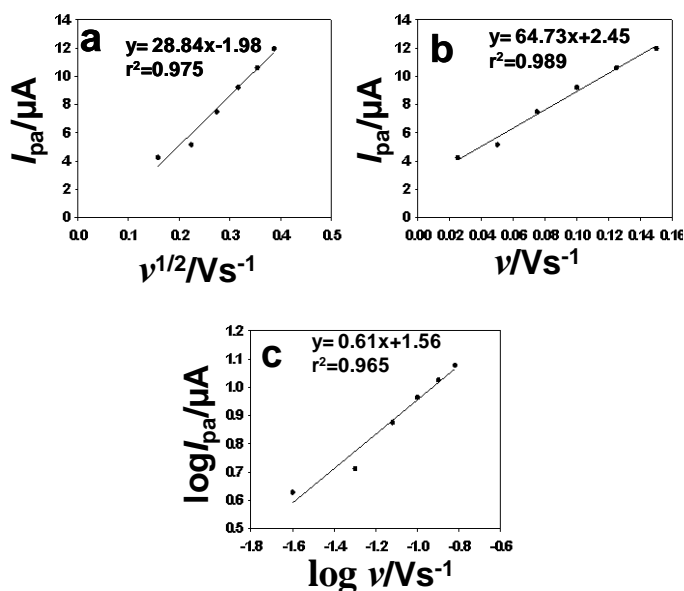 a
y= 28.84x-1.98
r²=0.975
I_pa/µA
14
12
10
8
6
4
2
0
0.0 0.1 0.2 0.3 0.4 0.5
ν^1/2/Vs⁻¹
b
y= 64.73x+2.45
r²=0.989
I_pa/µA
14
12
10
8
6
4
2
0
0.00 0.02 0.04 0.06 0.08 0.10 0.12 0.14 0.16
ν/Vs⁻¹
c
y= 0.61x+1.56
r²=0.965
logI_pa/µA
1.2
1.1
1.0
0.9
0.8
0.7
0.6
0.5
-1.8 -1.6 -1.4 -1.2 -1.0 -0.8 -0.6
log ν/Vs⁻¹